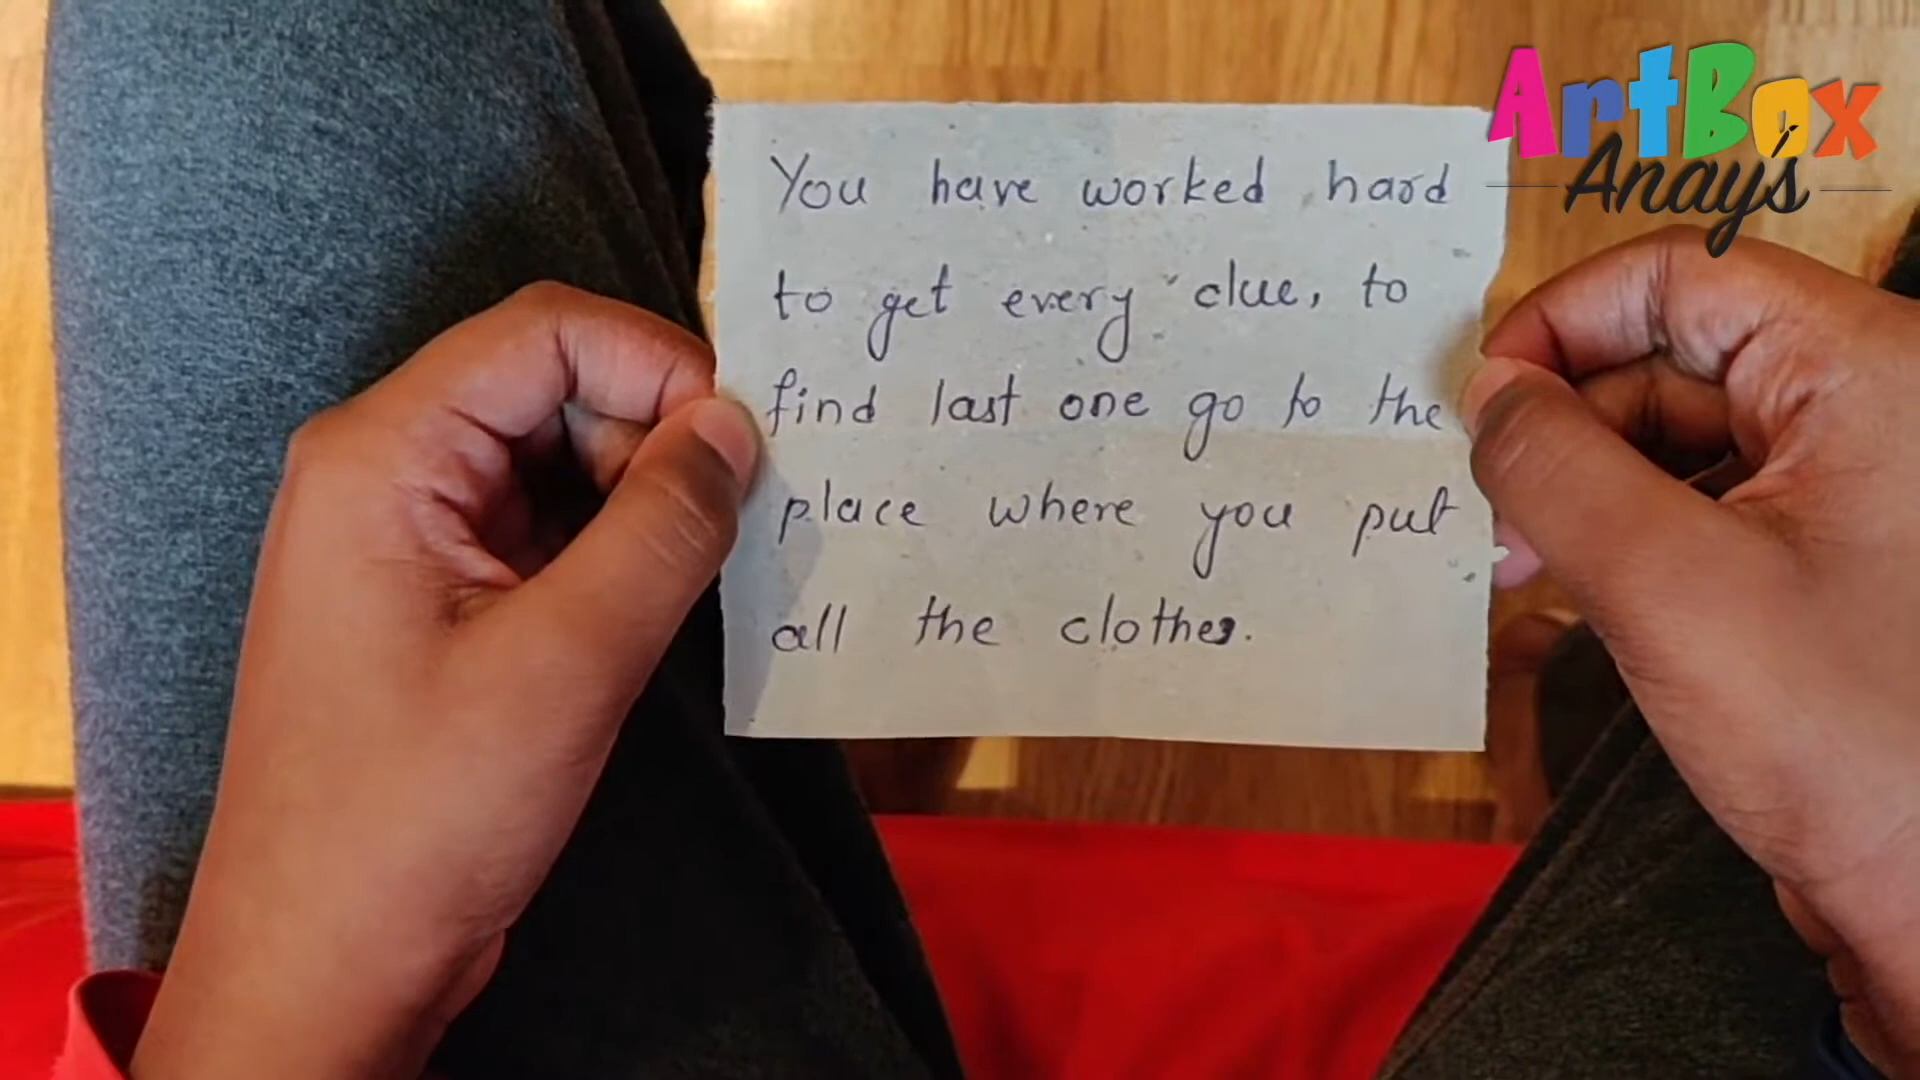 ArtBox
Anay's
You have worked hard
to get every clue, to
find last one go to the
place where you put
all the clothes.